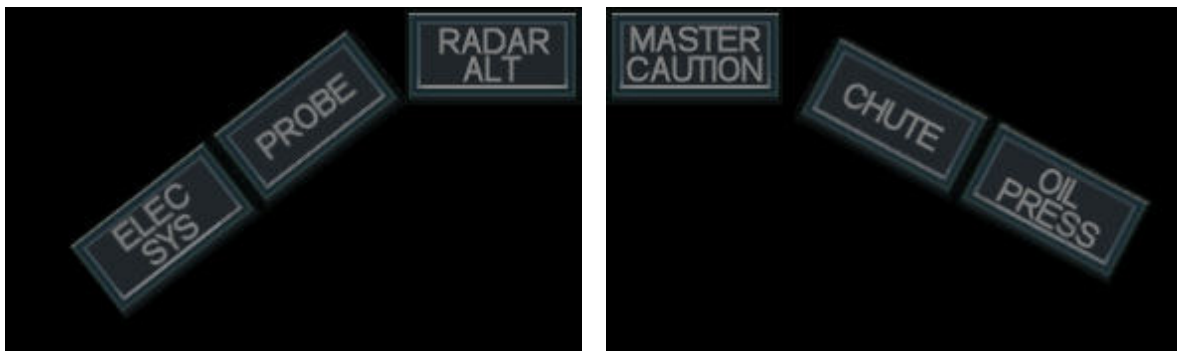 RADAR
ALT
PROBE
ELEC
SYS
MASTER
CAUTION
CHUTE
OIL
PRESS